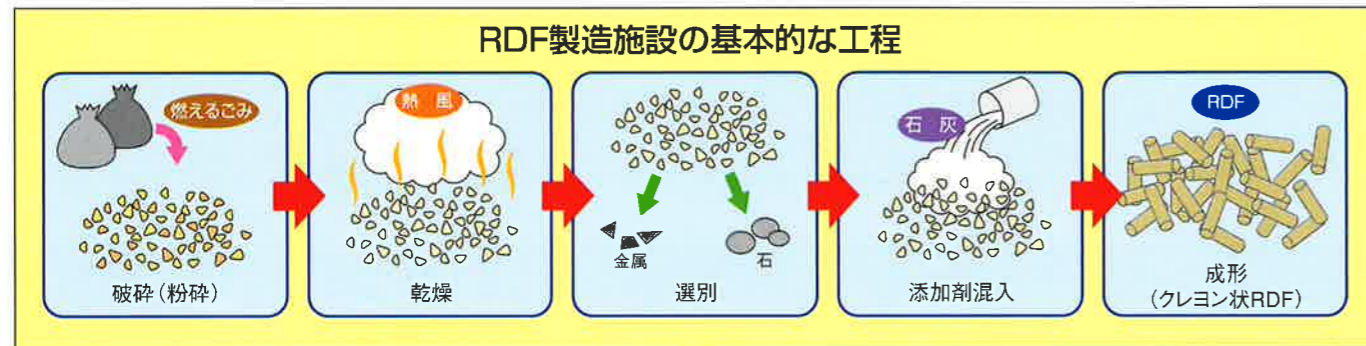 RDF製造施設の基本的な工程
燃えるごみ
破砕（粉砕）
熱風
乾燥
金属
石
選別
石灰
添加剤混入
RDF
成形
（クレヨン状RDF）